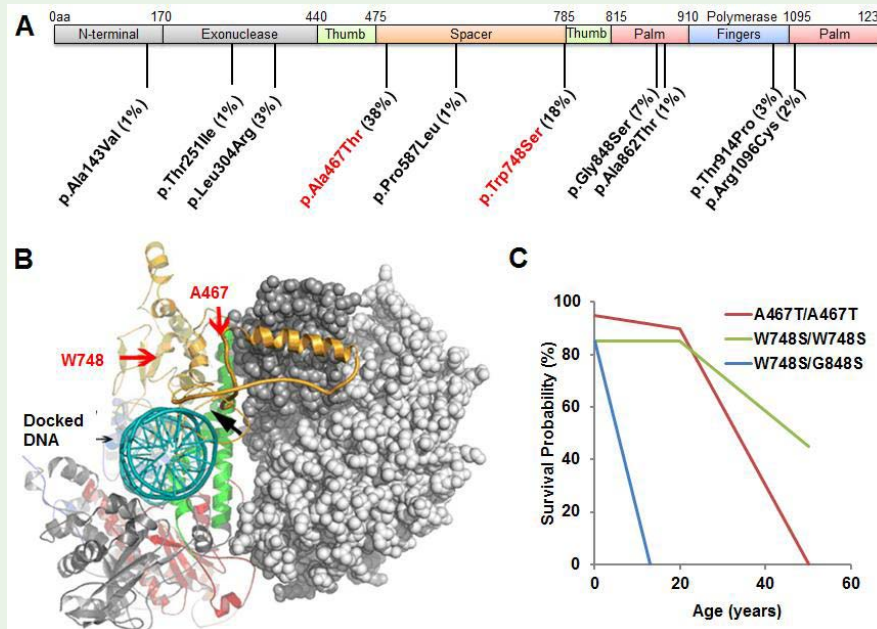 A
0aa 170 440 475 785 815 910 Polymerase 1095 123
N-terminal Exonuclease Thumb Spacer Thumb Palm Fingers Palm
p.Ala143Val (1%)
p.Thr251Ile (1%)
p.Leu304Arg (3%)
p.Ala467Thr (38%)
p.Pro587Leu (1%)
p.Trp748Ser (18%)
p.Gly848Ser (7%)
p.Ala862Thr (1%)
p.Thr914Pro (3%)
p.Arg1096Cys (2%)
B
A467
W748
Docked
DNA
C
Survival Probability (%)
100
80
60
40
20
0
A467T/A467T
W748S/W748S
W748S/G848S
0 20 40 60
Age (years)